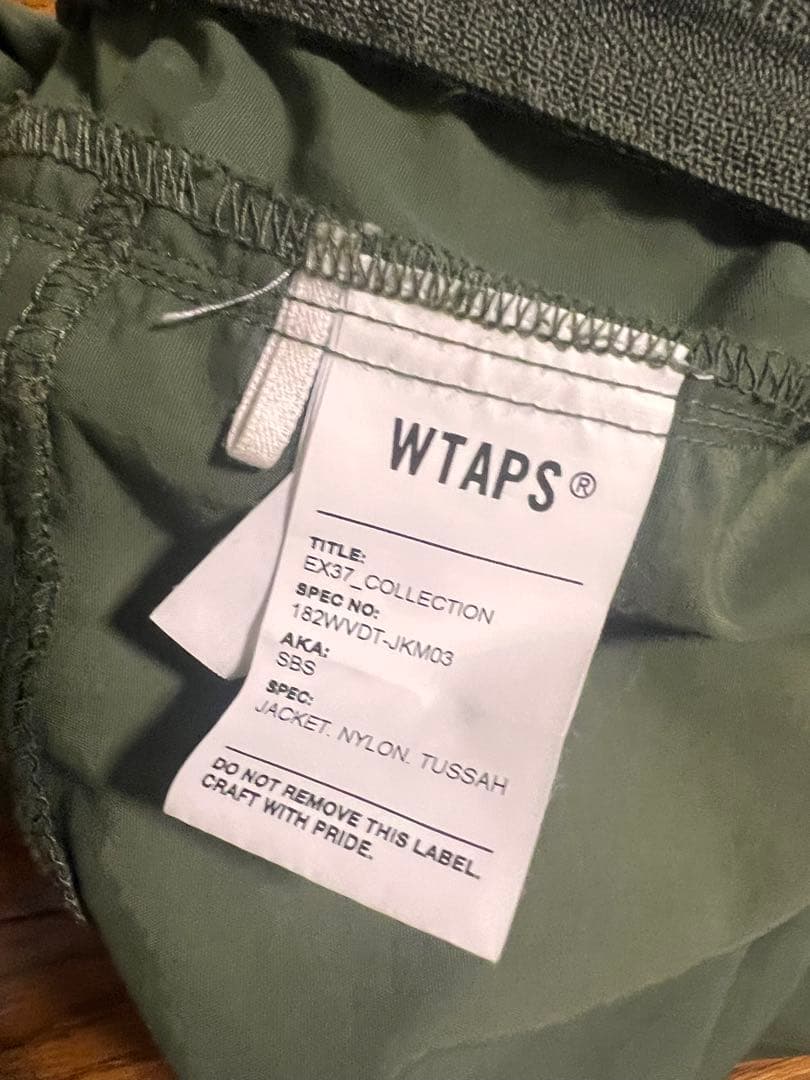 WTAPS®
TITLE:
EX37_COLLECTION
SPEC NO:
182WVDT-JKM03
AKA:
SBS
SPEC:
JACKET. NYLON. TUSSAH
DO NOT REMOVE THIS LABEL.
CRAFT WITH PRIDE.